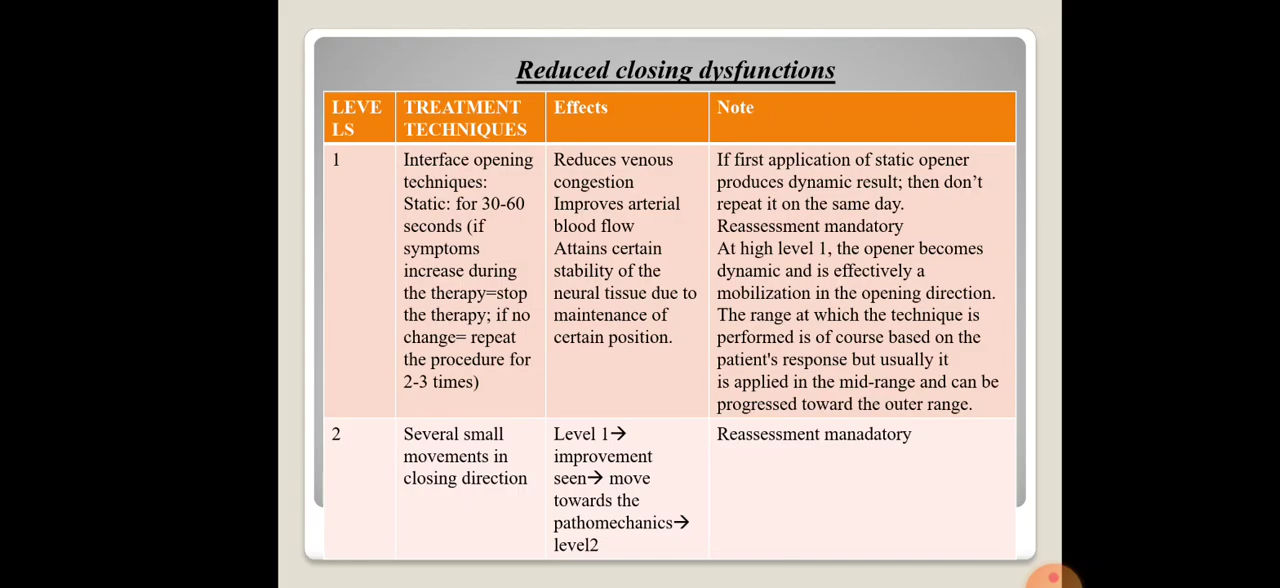 Reduced closing dysfunctions
LEVE
LS
TREATMENT
TECHNIQUES
Effects
Note
1
Interface opening
techniques:
Static: for 30-60
seconds (if
symptoms
increase during
the therapy=stop
the therapy; if no
change= repeat
the procedure for
2-3 times)
Reduces venous
congestion
Improves arterial
blood flow
Attains certain
stability of the
neural tissue due to
maintenance of
certain position.
If first application of static opener
produces dynamic result; then don't
repeat it on the same day.
Reassessment mandatory
At high level 1, the opener becomes
dynamic and is effectively a
mobilization in the opening direction.
The range at which the technique is
performed is of course based on the
patient's response but usually it
is applied in the mid-range and can be
progressed toward the outer range.
2
Several small
movements in
closing direction
Level 1→
improvement
seen→ move
towards the
pathomechanics→
level2
Reassessment manadatory